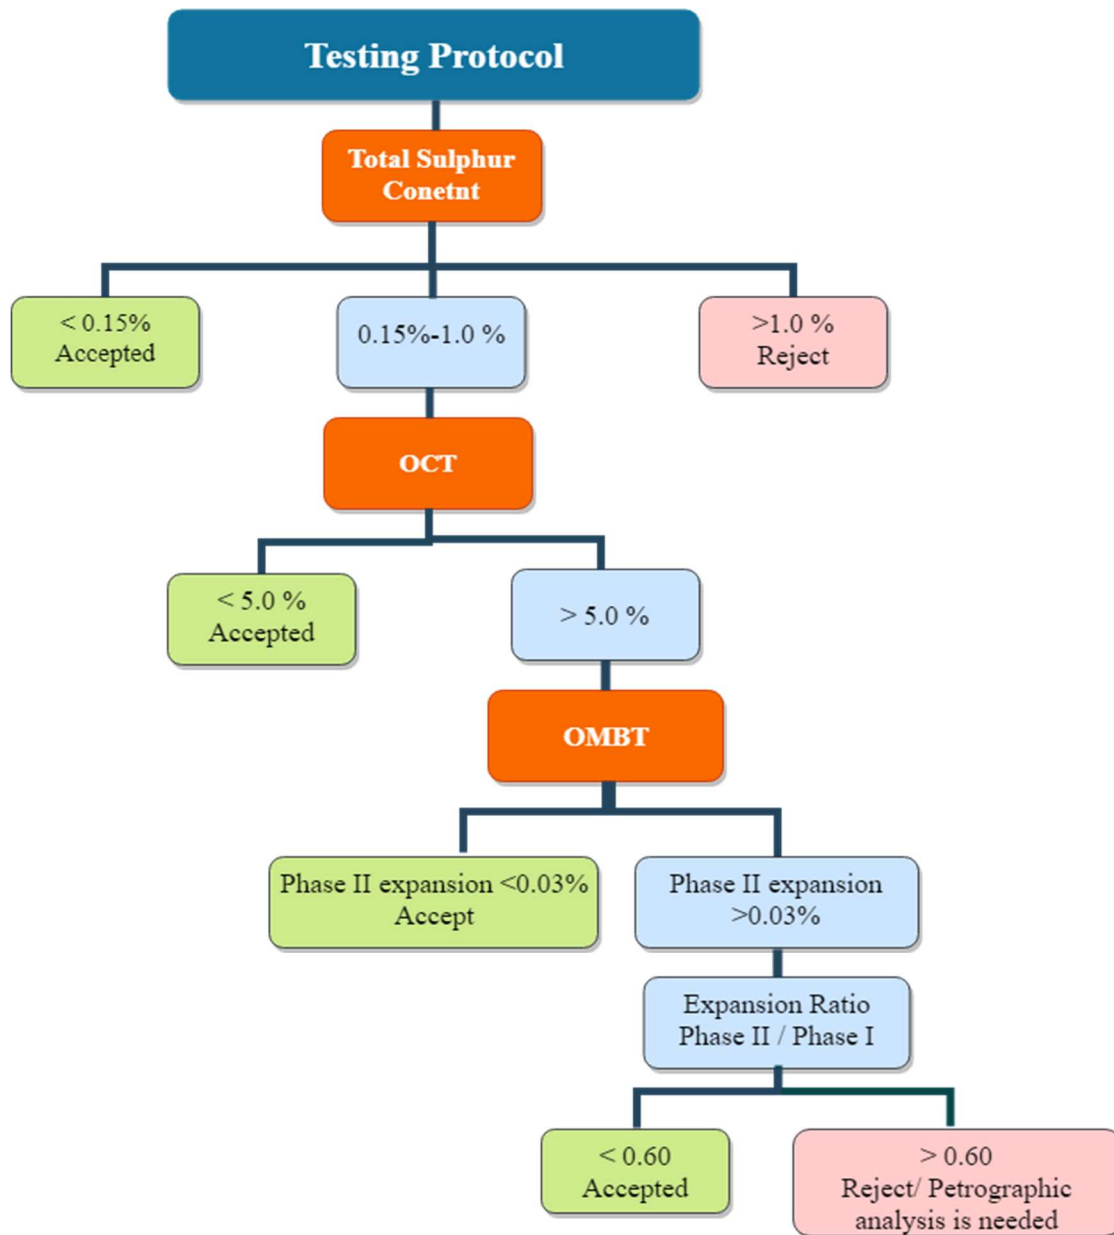 Testing Protocol
Total Sulphur
Conetnt
< 0.15%
Accepted
0.15%-1.0 %
>1.0 %
Reject
OCT
< 5.0 %
Accepted
> 5.0 %
OMBT
Phase II expansion <0.03%
Accept
Phase II expansion
>0.03%
Expansion Ratio
Phase II / Phase I
< 0.60
Accepted
> 0.60
Reject/ Petrographic
analysis is needed